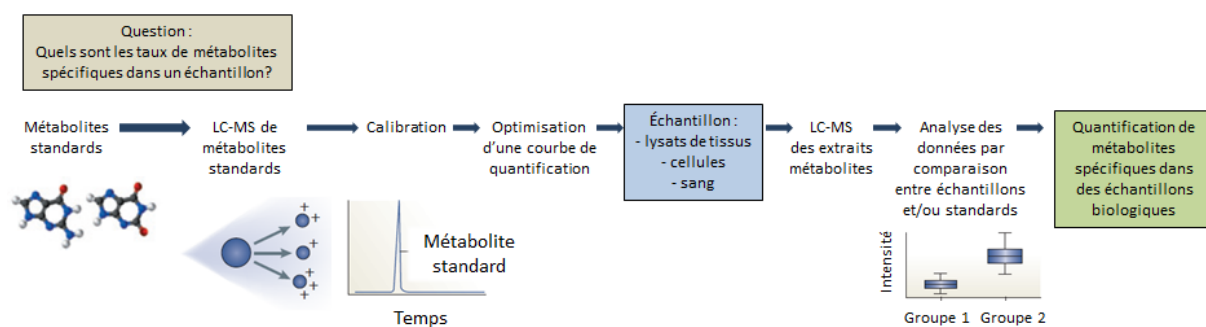 Question :
Quels sont les taux de métabolites
spécifiques dans un échantillon?
Métabolites
standards
LC-MS de
métabolites
standards
Calibration
Optimisation
d’une courbe de
quantification
Échantillon :
- lysats de tissus
- cellules
- sang
LC-MS
des extraits
métabolites
Analyse des
données par
comparaison
entre échantillons
et/ou standards
Quantification de
métabolites
spécifiques dans
des échantillons
biologiques
+
+
+
+
+
+
Métabolite
standard
Temps
Intensité
Groupe 1
Groupe 2